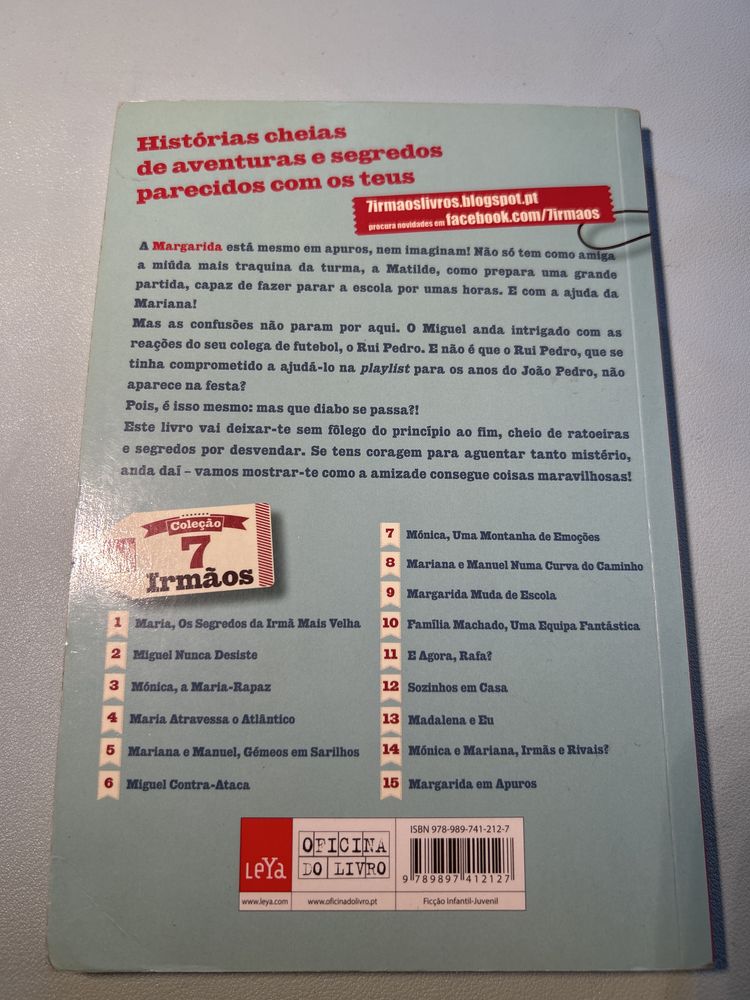 Histórias cheias
de aventuras e segredos
parecidos com os teus
7irmaoslivros.blogspot.pt
procura novidades em facebook.com/7irmaos
A Margarida está mesmo em apuros, nem imaginam! Não só tem como amiga
a miúda mais traquina da turma, a Matilde, como prepara uma grande
partida, capaz de fazer parar a escola por umas horas. E com a ajuda da
Mariana!
Mas as confusões não param por aqui. O Miguel anda intrigado com as
reações do seu colega de futebol, o Rui Pedro. E não é que o Rui Pedro, que se
tinha comprometido a ajudá-lo na playlist para os anos do João Pedro, não
aparece na festa?
Pois, é isso mesmo: mas que diabo se passa?!
Este livro vai deixar-te sem fôlego do princípio ao fim, cheio de ratoeiras
e segredos por desvendar. Se tens coragem para aguentar tanto mistério,
anda daí – vamos mostrar-te como a amizade consegue coisas maravilhosas!
Coleção
7
Irmãos
1 Maria, Os Segredos da Irmã Mais Velha
2 Miguel Nunca Desiste
3 Mónica, a Maria-Rapaz
4 Maria Atravessa o Atlântico
5 Mariana e Manuel, Gémeos em Sarilhos
6 Miguel Contra-Ataca
7 Mónica, Uma Montanha de Emoções
8 Mariana e Manuel Numa Curva do Caminho
9 Margarida Muda de Escola
10 Família Machado, Uma Equipa Fantástica
11 E Agora, Rafa?
12 Sozinhos em Casa
13 Madalena e Eu
14 Mónica e Mariana, Irmãs e Rivais?
15 Margarida em Apuros
LEYA
www.leya.com
OFICINA
DO LIVRO
www.oficinadolivro.pt
ISBN 978-989-741-212-7
9 789897 412127
Ficção Infantil-Juvenil